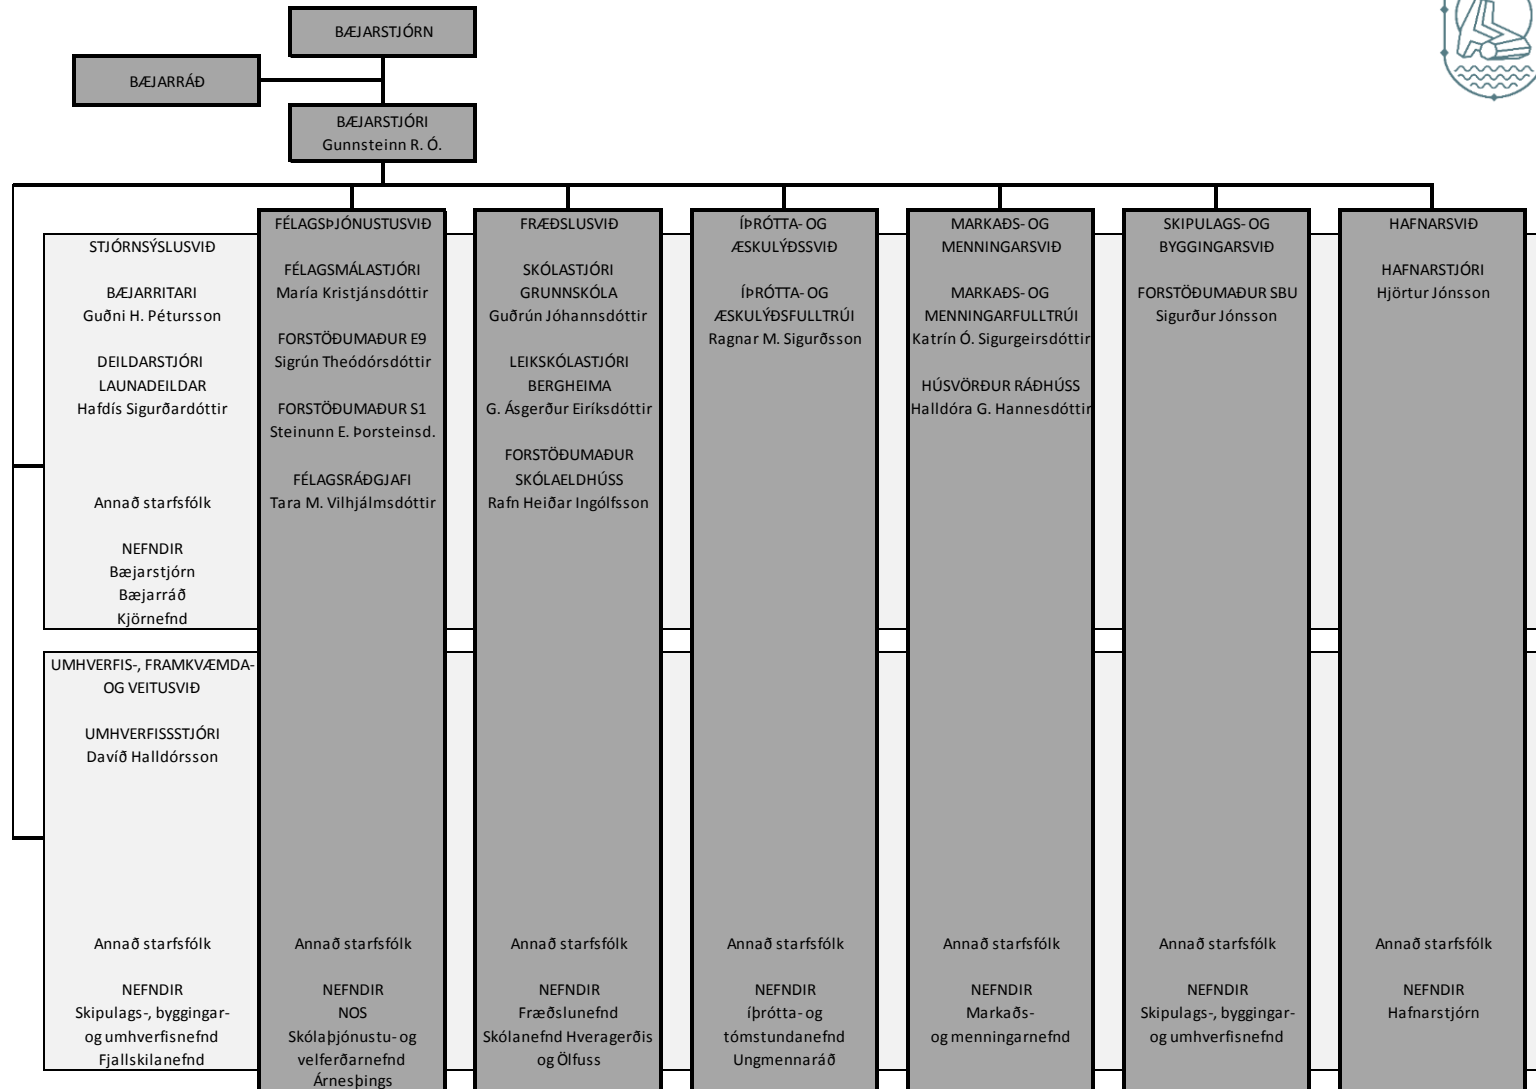 BÆJARSTJÓRN
BÆJARRÁÐ
BÆJARSTJÓRI
Gunnsteinn R. Ó.
STJÓRNSÝSLUSVIÐ
BÆJARRITARI
Guðni H. Pétursson
DEILDARSTJÓRI
LAUNADEILDAR
Hafdís Sigurðardóttir
Annað starfsfólk
NEFNDIR
Bæjarstjórn
Bæjarráð
Kjörnefnd
UMHVERFIS-, FRAMKVÆMDA-
OG VEITUSVIÐ
UMHVERFISSSTJÓRI
Davíð Halldórsson
Annað starfsfólk
NEFNDIR
Skipulags-, byggingar-
og umhverfisnefnd
Fjallskilanefnd
FÉLAGSÞJÓNUSTUSVIÐ
FÉLAGSMÁLASTJÓRI
María Kristjánsdóttir
FORSTÖÐUMAÐUR E9
Sigrún Theódórsdóttir
FORSTÖÐUMAÐUR S1
Steinunn E. Þorsteinsd.
FÉLAGSRÁÐGJAFI
Tara M. Vilhjálmsdóttir
Annað starfsfólk
NEFNDIR
NOS
Skólaþjónustu- og
velferðarnefnd
Árnesþings
FRÆÐSLUSVIÐ
SKÓLASTJÓRI
GRUNNSKÓLA
Guðrún Jóhannsdóttir
LEIKSKÓLASTJÓRI
BERGHEIMA
G. Ásgerður Eiríksdóttir
FORSTÖÐUMAÐUR
SKÓLAELDHÚSS
Rafn Heiðar Ingólfsson
Annað starfsfólk
NEFNDIR
Fræðslunefnd
Skólanefnd Hveragerðis
og Ölfuss
ÍÞRÓTTA- OG
ÆSKULÝÐSSVIÐ
ÍÞRÓTTA- OG
ÆSKULÝÐSFULLTRÚI
Ragnar M. Sigurðsson
Annað starfsfólk
NEFNDIR
íþrótta- og
tómstundanefnd
Ungmennaráð
MARKAÐS- OG
MENNINGARSVIÐ
MARKAÐS- OG
MENNINGARFULLTRÚI
Katrín Ó. Sigurgeirsdóttir
HÚSVÖRÐUR RÁÐHÚSS
Halldóra G. Hannesdóttir
Annað starfsfólk
NEFNDIR
Markaðs-
og menningarnefnd
SKIPULAGS- OG
BYGGINGARSVIÐ
FORSTÖÐUMAÐUR SBU
Sigurður Jónsson
Annað starfsfólk
NEFNDIR
Skipulags-, byggingar-
og umhverfisnefnd
HAFNARSVIÐ
HAFNARSTJÓRI
Hjörtur Jónsson
Annað starfsfólk
NEFNDIR
Hafnarstjórn